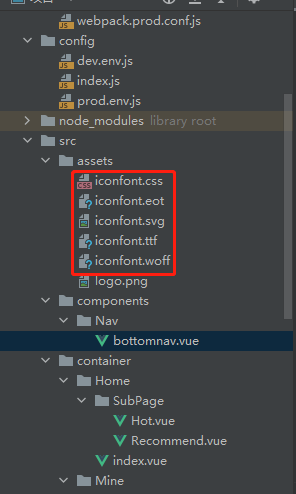 webpack.prod.conf.js
config
dev.env.js
index.js
prod.env.js
node_modules library root
src
assets
iconfont.css
iconfont.eot
iconfont.svg
iconfont.ttf
iconfont.woff
logo.png
components
Nav
bottomnav.vue
container
Home
SubPage
Hot.vue
Recommend.vue
index.vue
Mine